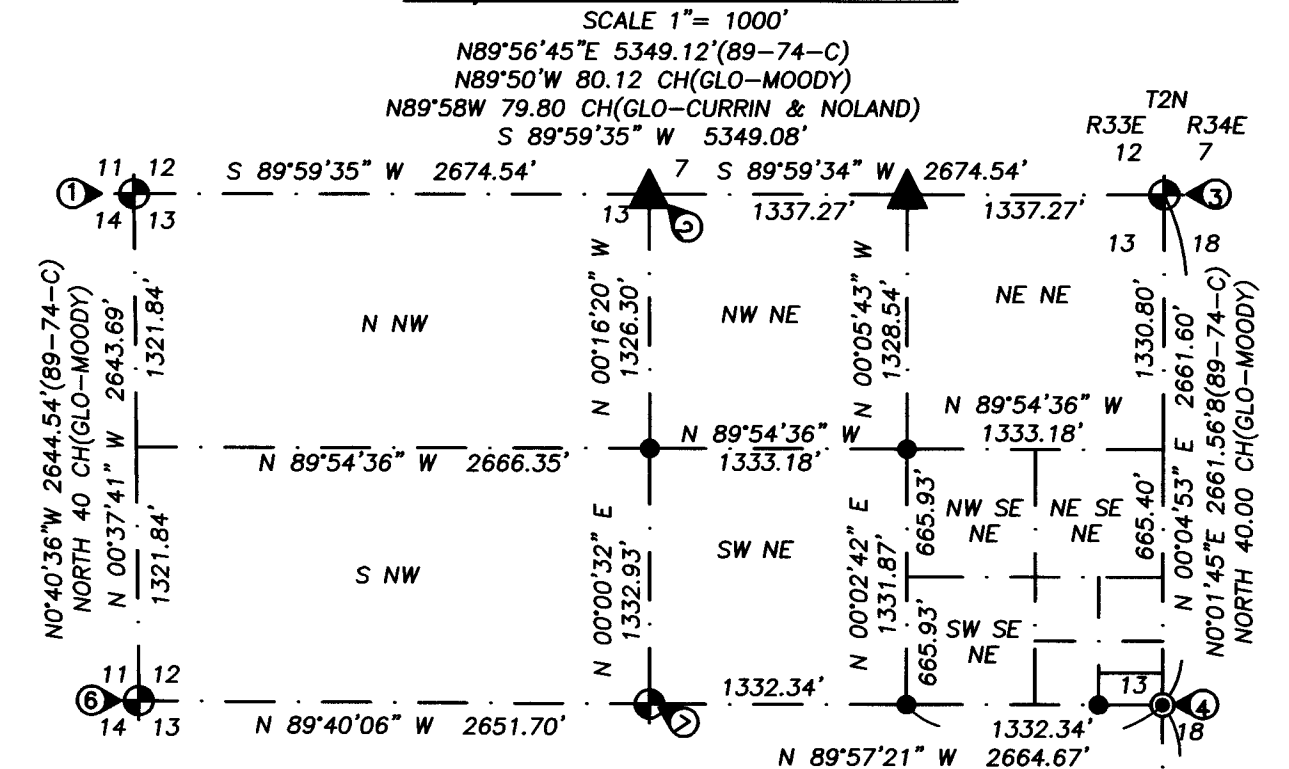 SCALE 1"= 1000'
N89°56'45"E 5349.12'(89-74-C)
N89°50'W 80.12 CH(GLO-MOODY)
N89°58W 79.80 CH(GLO-CURRIN & NOLAND)
S 89°59'35" W 5349.08'
T2N
R33E R34E
12 7
11 12
S 89°59'35" W 2674.54'
7
S 89°59'34" W 2674.54'
1
3
14 13
13
2
1337.27'
1337.27'
13 18
N0°40'36"W 2644.54'(89-74-C)
NORTH 40 CH(GLO-MOODY)
N 00°37'41" W 2643.69'
1321.84'
N NW
N 00°16'20" W
1326.30'
NW NE
N 00°05'43" W
1328.54'
NE NE
1330.80'
N 00°04'53" E 2661.60'
N0°01'45"E 2661.56'8(89-74-C)
NORTH 40.00 CH(GLO-MOODY)
N 89°54'36" W 2666.35'
N 89°54'36" W
1333.18'
N 89°54'36" W
1333.18'
1321.84'
S NW
N 00°00'32" E
1332.93'
SW NE
N 00°02'42" E
1331.87'
665.93'
NW SE
NE
NE SE
NE
665.40'
665.93'
SW SE
NE
11 12
6
14 13
N 89°40'06" W 2651.70'
7
1332.34'
13
4
18
1332.34'
N 89°57'21" W 2664.67'